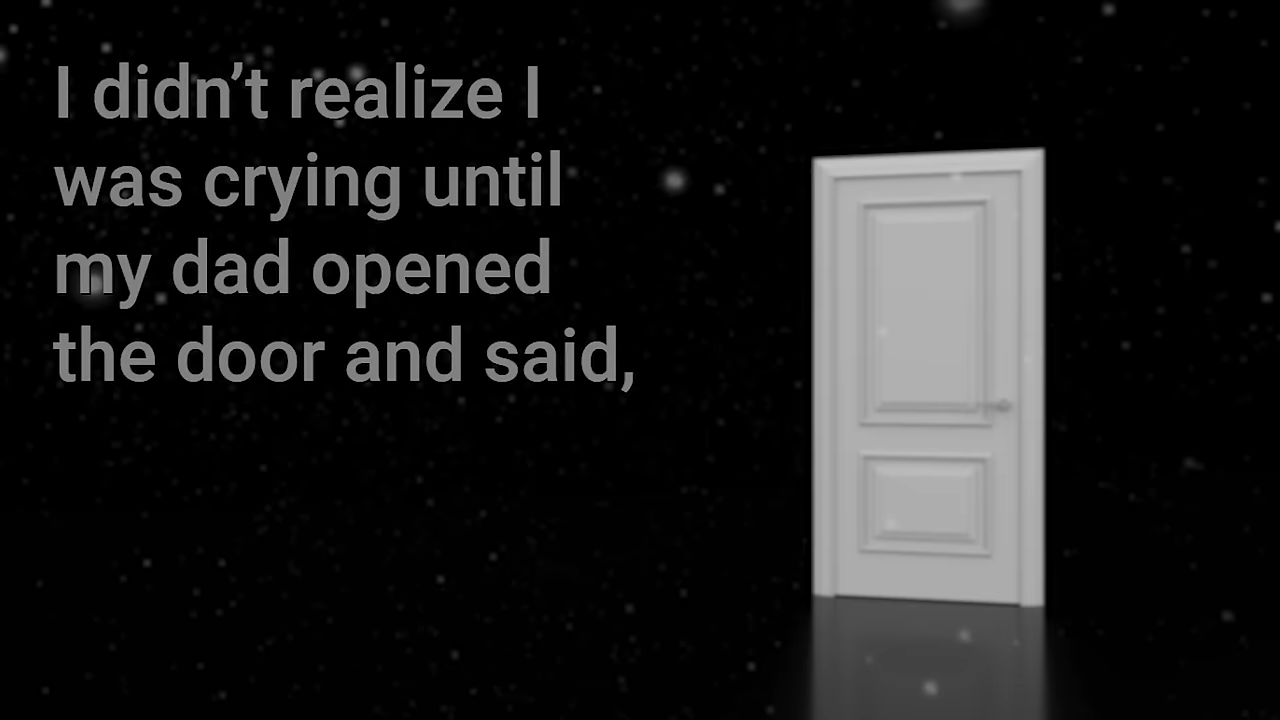 I didn’t realize I
was crying until
my dad opened
the door and said,